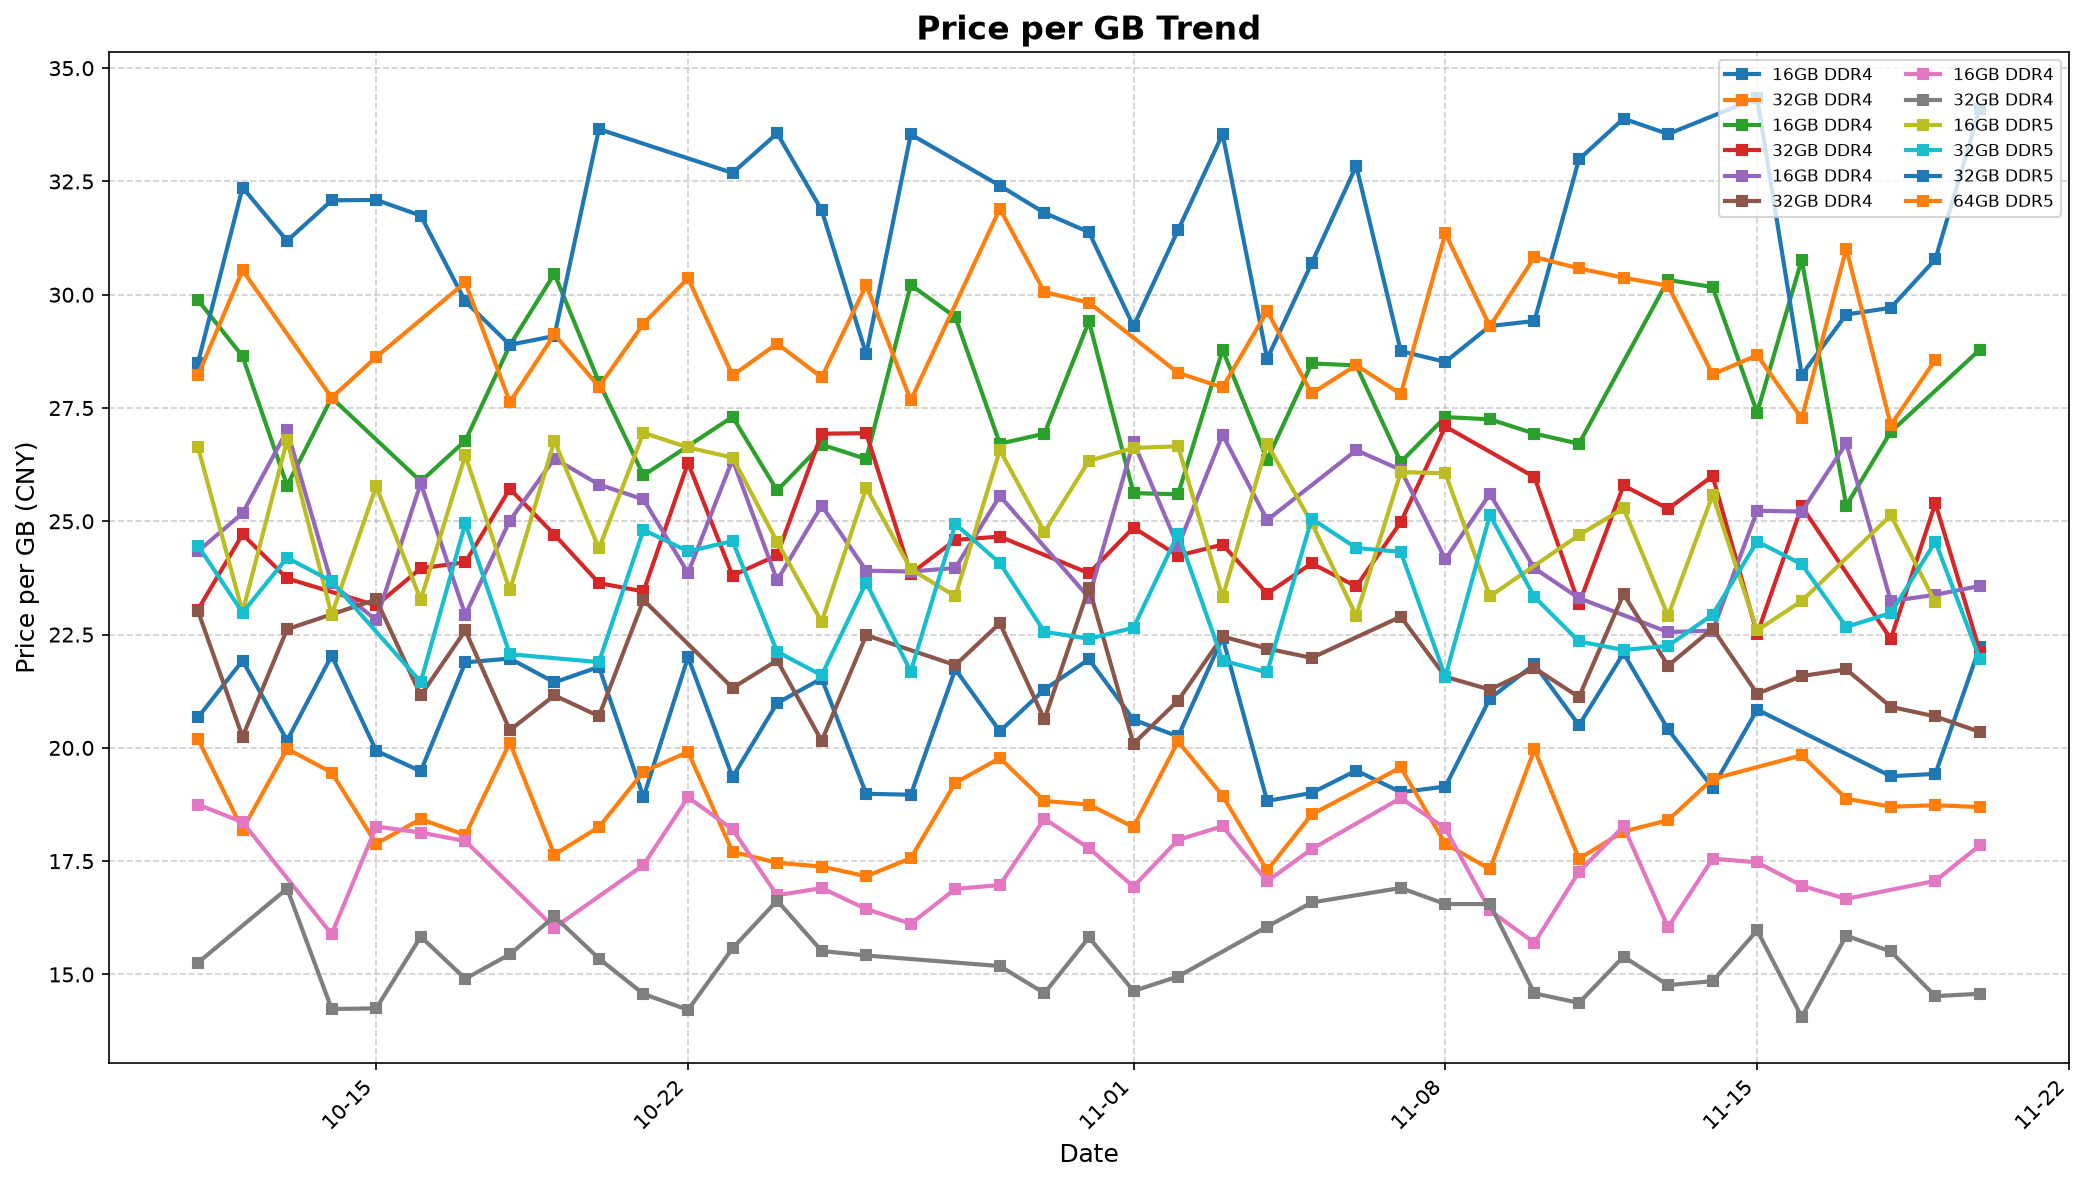 Price per GB Trend
35.0
32.5
30.0
27.5
25.0
22.5
20.0
17.5
15.0
Price per GB (CNY)
16GB DDR4
32GB DDR4
16GB DDR4
32GB DDR4
16GB DDR4
32GB DDR4
16GB DDR4
32GB DDR4
16GB DDR5
32GB DDR5
32GB DDR5
64GB DDR5
10-15
10-22
11-01
11-08
11-15
11-22
Date